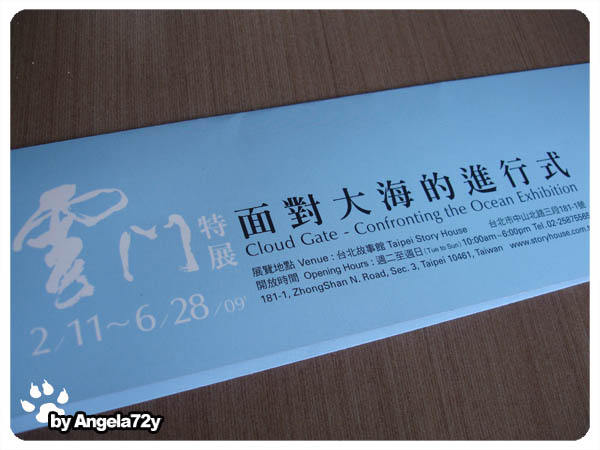 雲門
特展
2/11～6/28/09'
面對大海的進行式
Cloud Gate - Confronting the Ocean Exhibition
展覽地點 Venue : 台北故事館 Taipei Story House 台北市中山北路三段181-1號
開放時間 Opening Hours : 週二至週日 (Tue to Sun) 10:00am - 6:00pm Tel.02-25875565
181-1, ZhongShan N. Road, Sec. 3, Taipei 10461, Taiwan www.storyhouse.com.t
by Angela72y